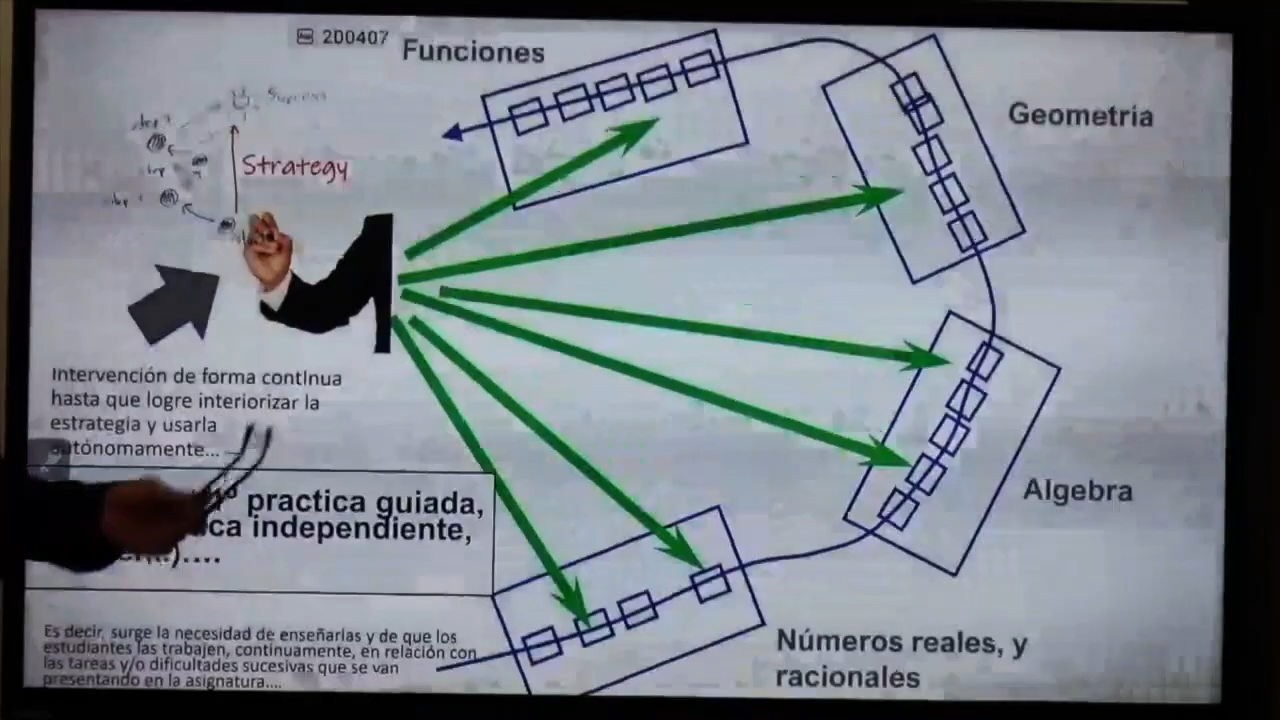 200407
Funciones
Geometria
Strategy
Intervención de forma continua
hasta que logre interiorizar la
estrategia y usarla
autónomamente...
practica guiada,
independiente,
Algebra
Números reales, y
racionales
Es decir, surge la necesidad de enseñarlas y de que los
estudiantes las trabajen, continuamente, en relación con
las tareas y/o dificultades sucesivas que se van
presentando en la asignatura....